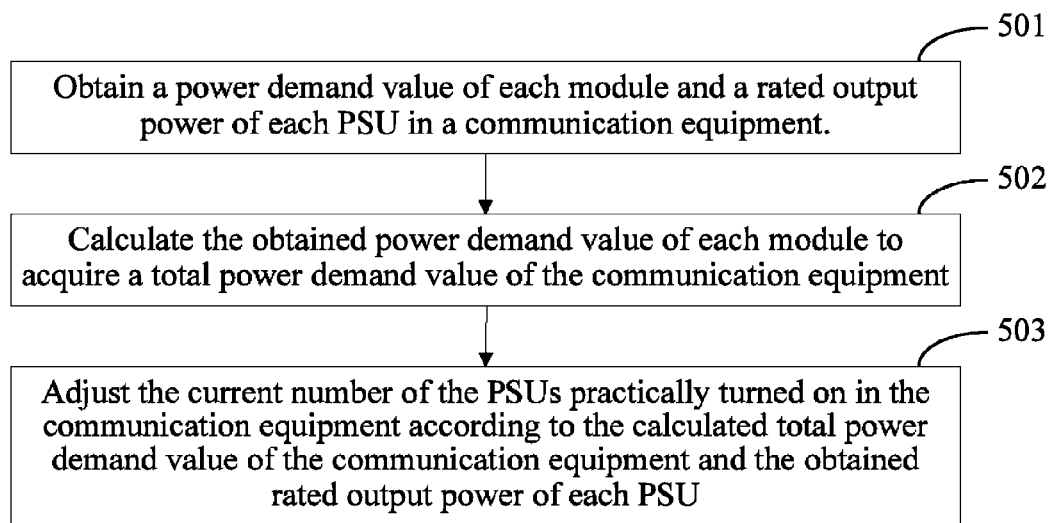 501
Obtain a power demand value of each module and a rated output
power of each PSU in a communication equipment.
502
Calculate the obtained power demand value of each module to
acquire a total power demand value of the communication equipment
503
Adjust the current number of the PSUs practically turned on in the
communication equipment according to the calculated total power
demand value of the communication equipment and the obtained
rated output power of each PSU